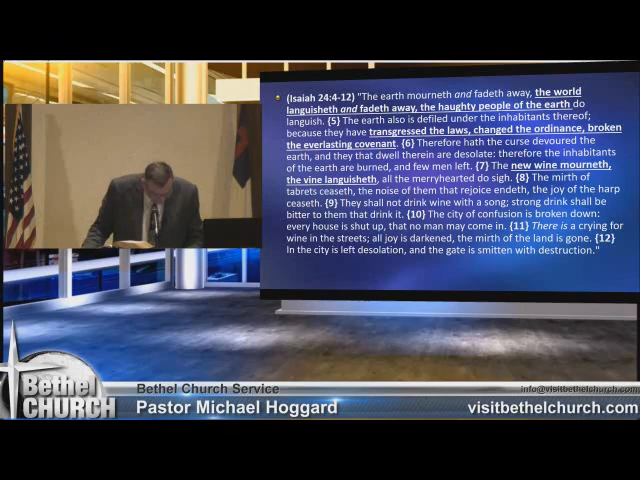 (Isaiah 24:4-12) "The earth mourneth and fadeth away, the world
languisheth and fadeth away, the haughty people of the earth do
languish. {5} The earth also is defiled under the inhabitants thereof;
because they have transgressed the laws, changed the ordinance, broken
the everlasting covenant. {6} Therefore hath the curse devoured the
earth, and they that dwell therein are desolate: therefore the inhabitants
of the earth are burned, and few men left. {7} The new wine mourneth,
the vine languisheth, all the merryhearted do sigh. {8} The mirth of
tabrets ceaseth, the noise of them that rejoice endeth, the joy of the harp
ceaseth. {9} They shall not drink wine with a song; strong drink shall be
bitter to them that drink it. {10} The city of confusion is broken down:
every house is shut up, that no man may come in. {11} There is a crying for
wine in the streets; all joy is darkened, the mirth of the land is gone. {12}
In the city is left desolation, and the gate is smitten with destruction."
Bethel
CHURCH
Bethel Church Service
info@visitbethelchurch.com
Pastor Michael Hoggard
visitbethelchurch.com